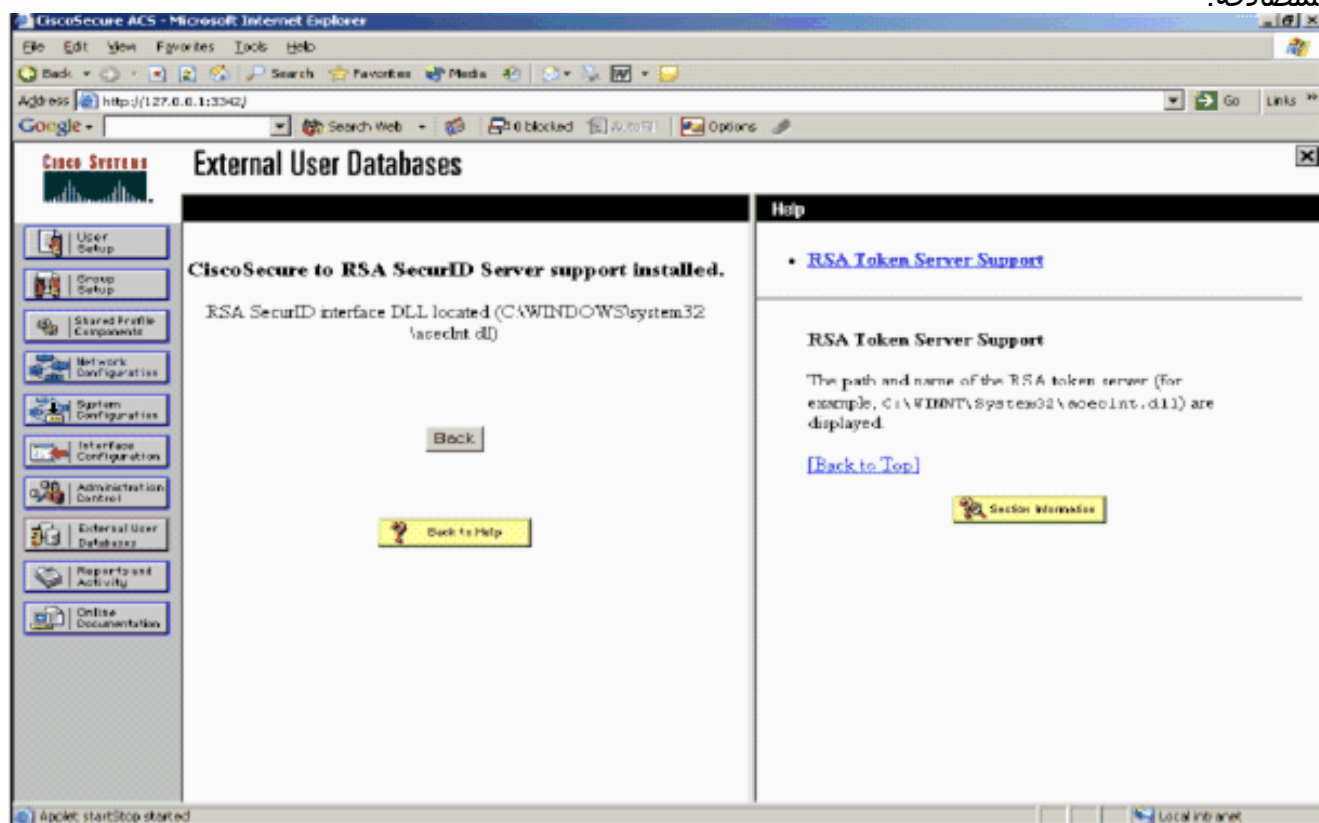 للمصادقة.
CiscoSecure ACS - Microsoft Internet Explorer
File Edit View Favorites Tools Help
Back Search Favorites Media
Address http://127.0.0.1:3342/ Go Links »
Google Search Web 0 blocked AutoFill Options
CISCO SYSTEMS
External User Databases
User Setup
Group Setup
Shared Profile Components
Network Configuration
System Configuration
Interface Configuration
Administration Control
External User Databases
Reports and Activity
Online Documentation
CiscoSecure to RSA SecurID Server support installed.
RSA SecurID interface DLL located (C:\WINDOWS\system32
\aceclnt.dll)
Back
Back to Help
Help
• RSA Token Server Support
RSA Token Server Support
The path and name of the RSA token server (for
example, C:\WINNT\System32\aceclnt.dll) are
displayed.
[Back to Top]
Section Information
Applet startStop started
Local intranet